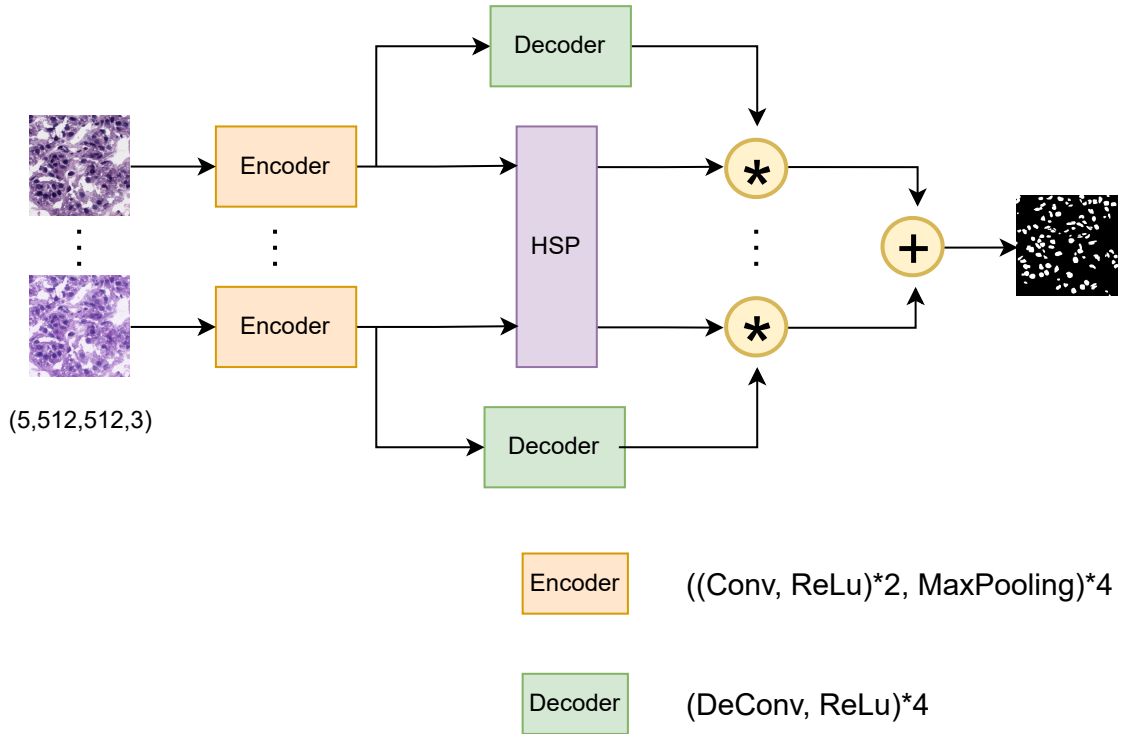 Decoder
Encoder
*
HSP
+
Encoder
*
(5,512,512,3)
Decoder
Encoder ((Conv, ReLu)*2, MaxPooling)*4
Decoder (DeConv, ReLu)*4